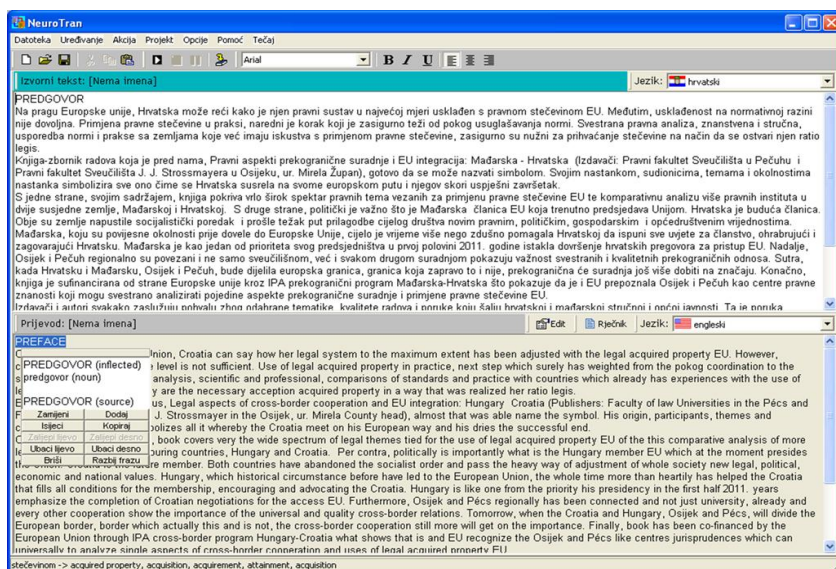 NeuroTran
Datoteka Uređivanje Akcija Projekt Opcije Pomoć Tečaj
Arial B I U
Izvorni tekst: [Nema imena] Jezik: hrvatski
PREDGOVOR
Na pragu Europske unije, Hrvatska može reći kako je njen pravni sustav u najvećoj mjeri usklađen s pravnom stečevinom EU. Međutim, usklađenost na normativnoj razini
nije dovoljna. Primjena pravne stečevine u praksi, naredni je korak koji je zasigurno teži od pokog usuglašavanja normi. Svestrana pravna analiza, znanstvena i stručna,
usporedba normi i prakse sa zemljama koje već imaju iskustva s primjenom pravne stečevine, zasigurno su nužni za prihvaćanje stečevine na način da se ostvari njen ratio
legis.
Knjiga-zbornik radova koja je pred nama, Pravni aspekti prekogranične suradnje i EU integracija: Mađarska - Hrvatska (Izdavači: Pravni fakultet Sveučilišta u Pečuhu i
Pravni fakultet Sveučilišta J. J. Strossmayera u Osijeku, ur. Mirela Župan), gotovo da se može nazvati simbolom. Svojim nastankom, sudionicima, temama i okolnostima
nastanka simbolizira sve ono čime se Hrvatska susrela na svome europskom putu i njegov skori uspješni završetak.
S jedne strane, svojim sadržajem, knjiga pokriva vrlo širok spektar pravnih tema vezanih za primjenu pravne stečevine EU te komparativnu analizu više pravnih instituta u
dvije susjedne zemlje, Mađarskoj i Hrvatskoj. S druge strane, politički je važno što je Mađarska članica EU koja trenutno predsjedava Unijom. Hrvatska je buduća članica.
Obje su zemlje napustile socijalistički poredak i prošle težak put prilagodbe cijelog društva novim pravnim, političkim, gospodarskim i općedruštvenim vrijednostima.
Mađarska, koju su povijesne okolnosti prije dovele do Europske Unije, cijelo je vrijeme više nego zdušno pomagala Hrvatskoj da ispuni sve uvjete za članstvo, ohrabrujući i
zagovarajući Hrvatsku. Mađarska je kao jedan od prioriteta svog predsjedništva u prvoj polovini 2011. godine istakla dovršenje hrvatskih pregovora za pristup EU. Nadalje,
Osijek i Pečuh regionalno su povezani i ne samo sveučilišnom, već i svakom drugom suradnjom pokazuju važnost svestranih i kvalitetnih prekograničnih odnosa. Sutra,
kada Hrvatsku i Mađarsku, Osijek i Pečuh, bude dijelila europska granica, granica koja zapravo to i nije, prekogranična će suradnja još više dobiti na značaju. Konačno,
knjiga je sufinancirana od strane Europske unije kroz IPA prekogranični program Mađarska-Hrvatska što pokazuje da je i EU prepoznala Osijek i Pečuh kao centre pravne
znanosti koji mogu svestrano analizirati pojedine aspekte prekogranične suradnje i primjene pravne stečevine EU.
Izdavači i autori svakako zaslužuju pohvalu zbog odabrane tematike, kvalitete radova i poruke koju šalju hrvatskoj i mađarskoj stručnoj i općoj javnosti. Ta je poruka
Prijevod: [Nema imena] Edit Rječnik Jezik: engleski
PREFACE
Union, Croatia can say how her legal system to the maximum extent has been adjusted with the legal acquired property EU. However,
level is not sufficient. Use of legal acquired property in practice, next step which surely has weighted from the pokog coordination to the
analysis, scientific and professional, comparisons of standards and practice with countries which already has experiences with the use of
y are the necessary acception acquired property in a way that was realized her ratio legis.
us, Legal aspects of cross-border cooperation and EU integration: Hungary Croatia (Publishers: Faculty of law Universities in the Pécs and
J. Strossmayer in the Osijek, ur. Mirela County head), almost that was able name the symbol. His origin, participants, themes and
bolizes all it whereby the Croatia meet on his European way and his dries the successful end.
, book covers very the wide spectrum of legal themes tied for the use of legal acquired property EU of the this comparative analysis of more
ouring countries, Hungary and Croatia. Per contra, politically is importantly what is the Hungary member EU which at the moment presides
the Union. Croatia is the future member. Both countries have abandoned the socialist order and pass the heavy way of adjustment of whole society new legal, political,
economic and national values. Hungary, which historical circumstance before have led to the European Union, the whole time more than heartily has helped the Croatia
that fills all conditions for the membership, encouraging and advocating the Croatia. Hungary is like one from the priority his presidency in the first half 2011. years
emphasize the completion of Croatian negotiations for the access EU. Furthermore, Osijek and Pécs regionally has been connected and not just university, already and
every other cooperation show the importance of the universal and quality cross-border relations. Tomorrow, when the Croatia and Hungary, Osijek and Pécs, will divide the
European border, border which actually this and is not, the cross-border cooperation still more will get on the importance. Finally, book has been co-financed by the
European Union through IPA cross-border program Hungary-Croatia what shows that is and EU recognize the Osijek and Pécs like centres jurisprudences which can
universally to analyze single aspects of cross-border cooperation and uses of legal acquired property EU
PREDGOVOR (inflected)
predgovor (noun)
PREDGOVOR (source)
Zamijeni Dodaj
Isijeci Kopiraj
Zalijepi lijevo Zalijepi desno
Ubaci lijevo Ubaci desno
Briši Razbij frazu
stečevinom -> acquired property, acquisition, acquirement, attainment, acquisition